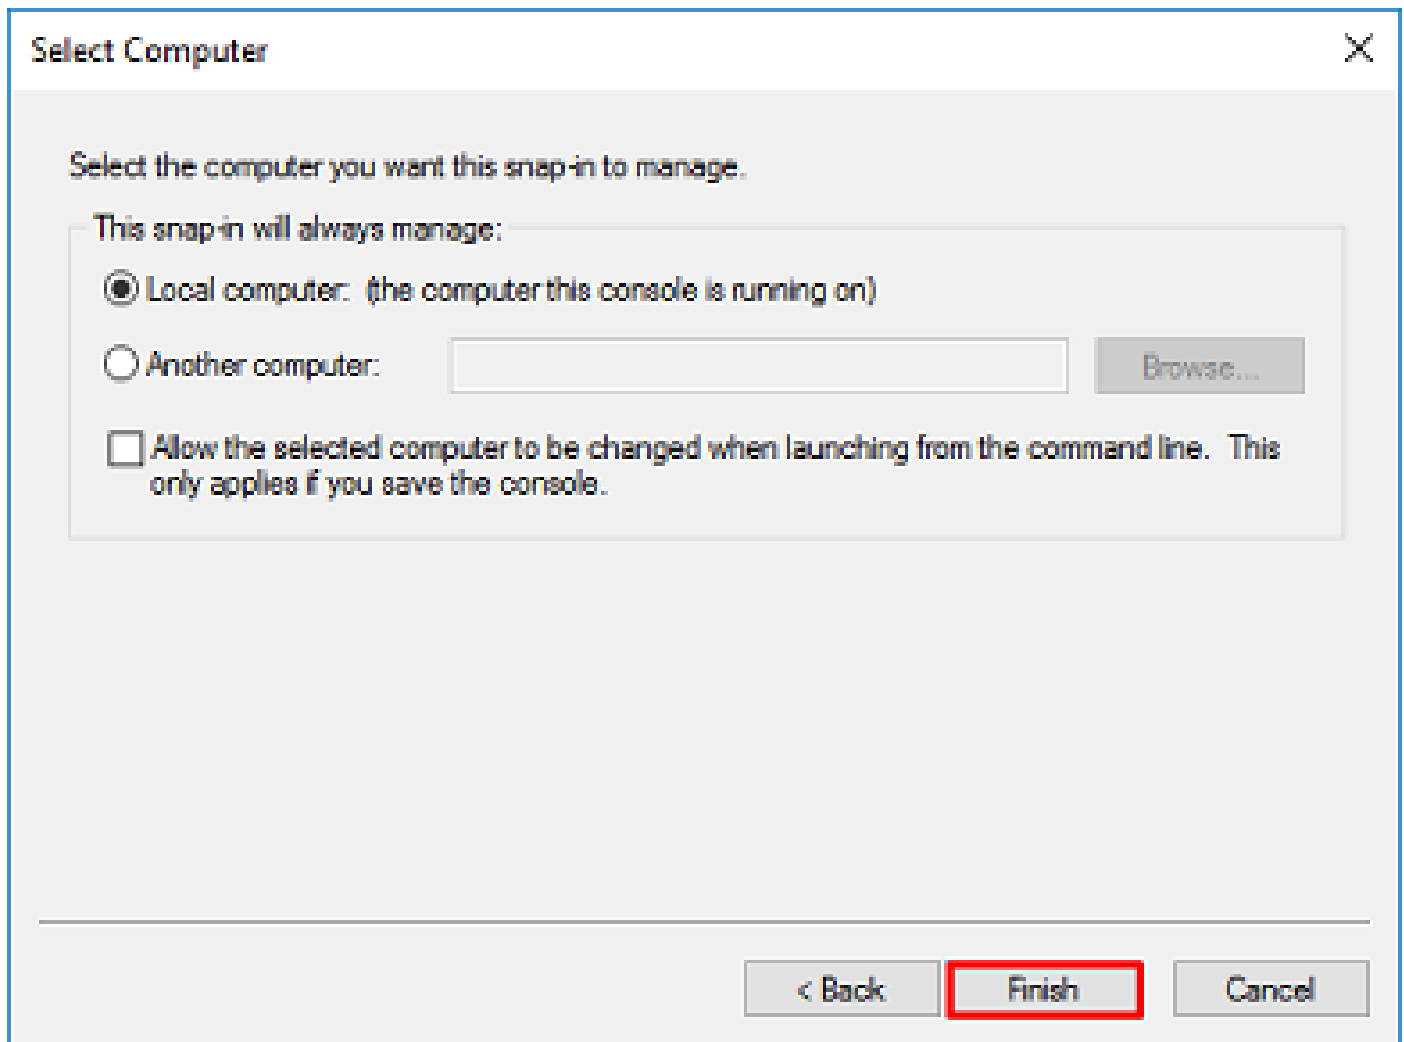 Select Computer
Select the computer you want this snap-in to manage.
This snap-in will always manage:
Local computer:  (the computer this console is running on)
Another computer:
Browse...
Allow the selected computer to be changed when launching from the command line.  This
only applies if you save the console.
< Back
Finish
Cancel